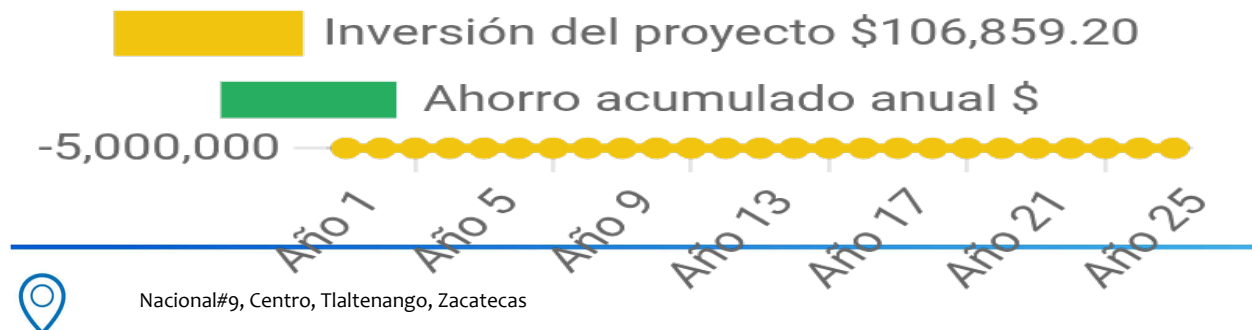 Inversión del proyecto $106,859.20
Ahorro acumulado anual $
-5,000,000
Año 1 Año 5 Año 9 Año 13 Año 17 Año 21 Año 25
Nacional#9, Centro, Tlaltenango, Zacatecas